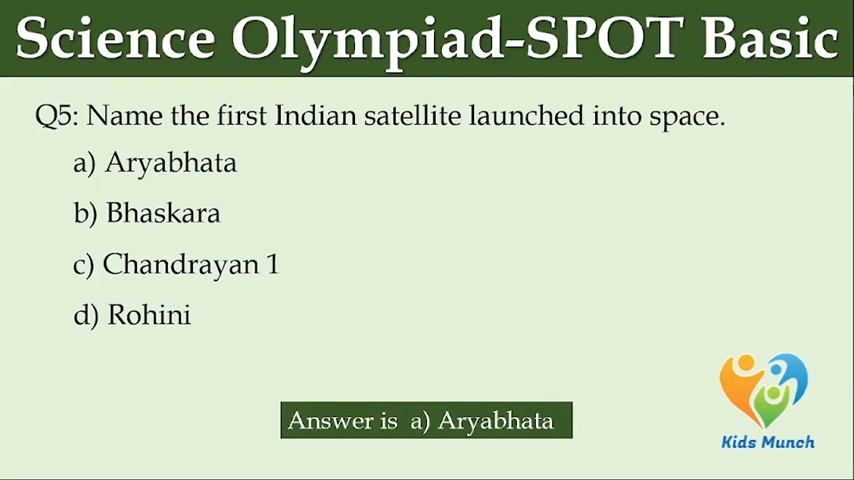 Science Olympiad-SPOT Basic
Q5: Name the first Indian satellite launched into space.
a) Aryabhata
b) Bhaskara
c) Chandrayan 1
d) Rohini
Answer is a) Aryabhata
Kids Munch